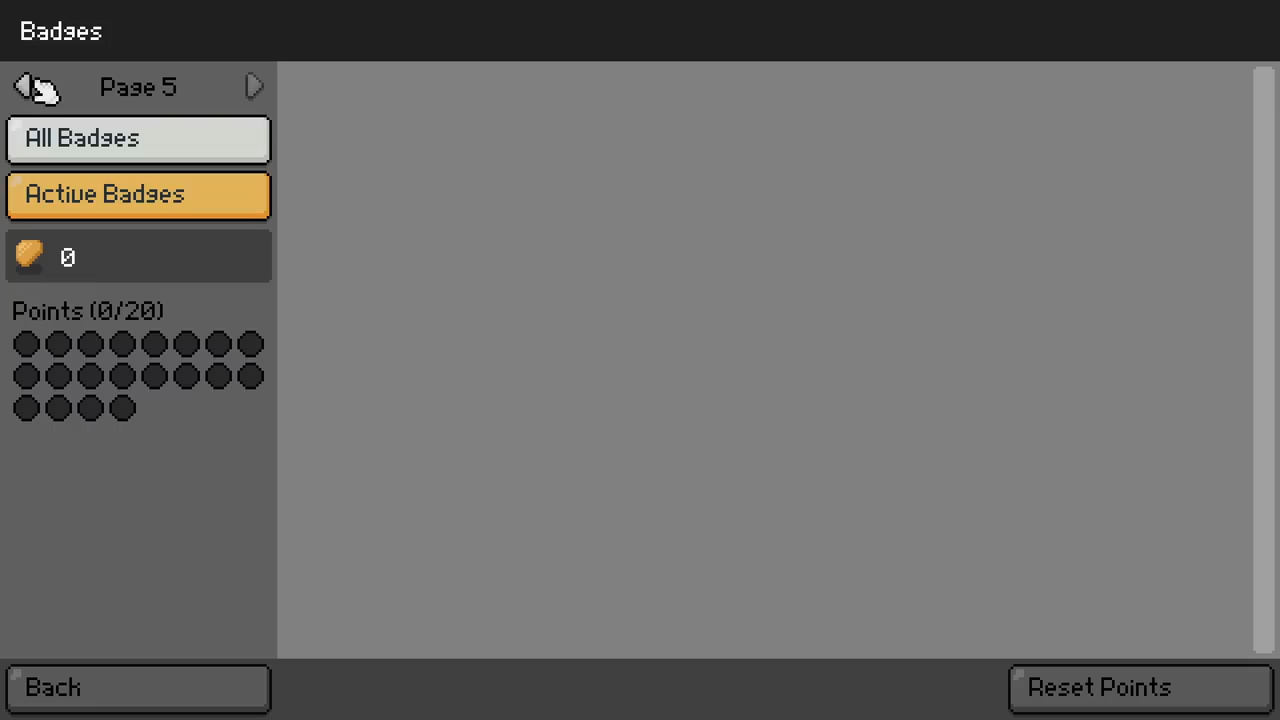 Badges
Page 5
All Badges
Active Badges
0
Points (0/20)
Back
Reset Points